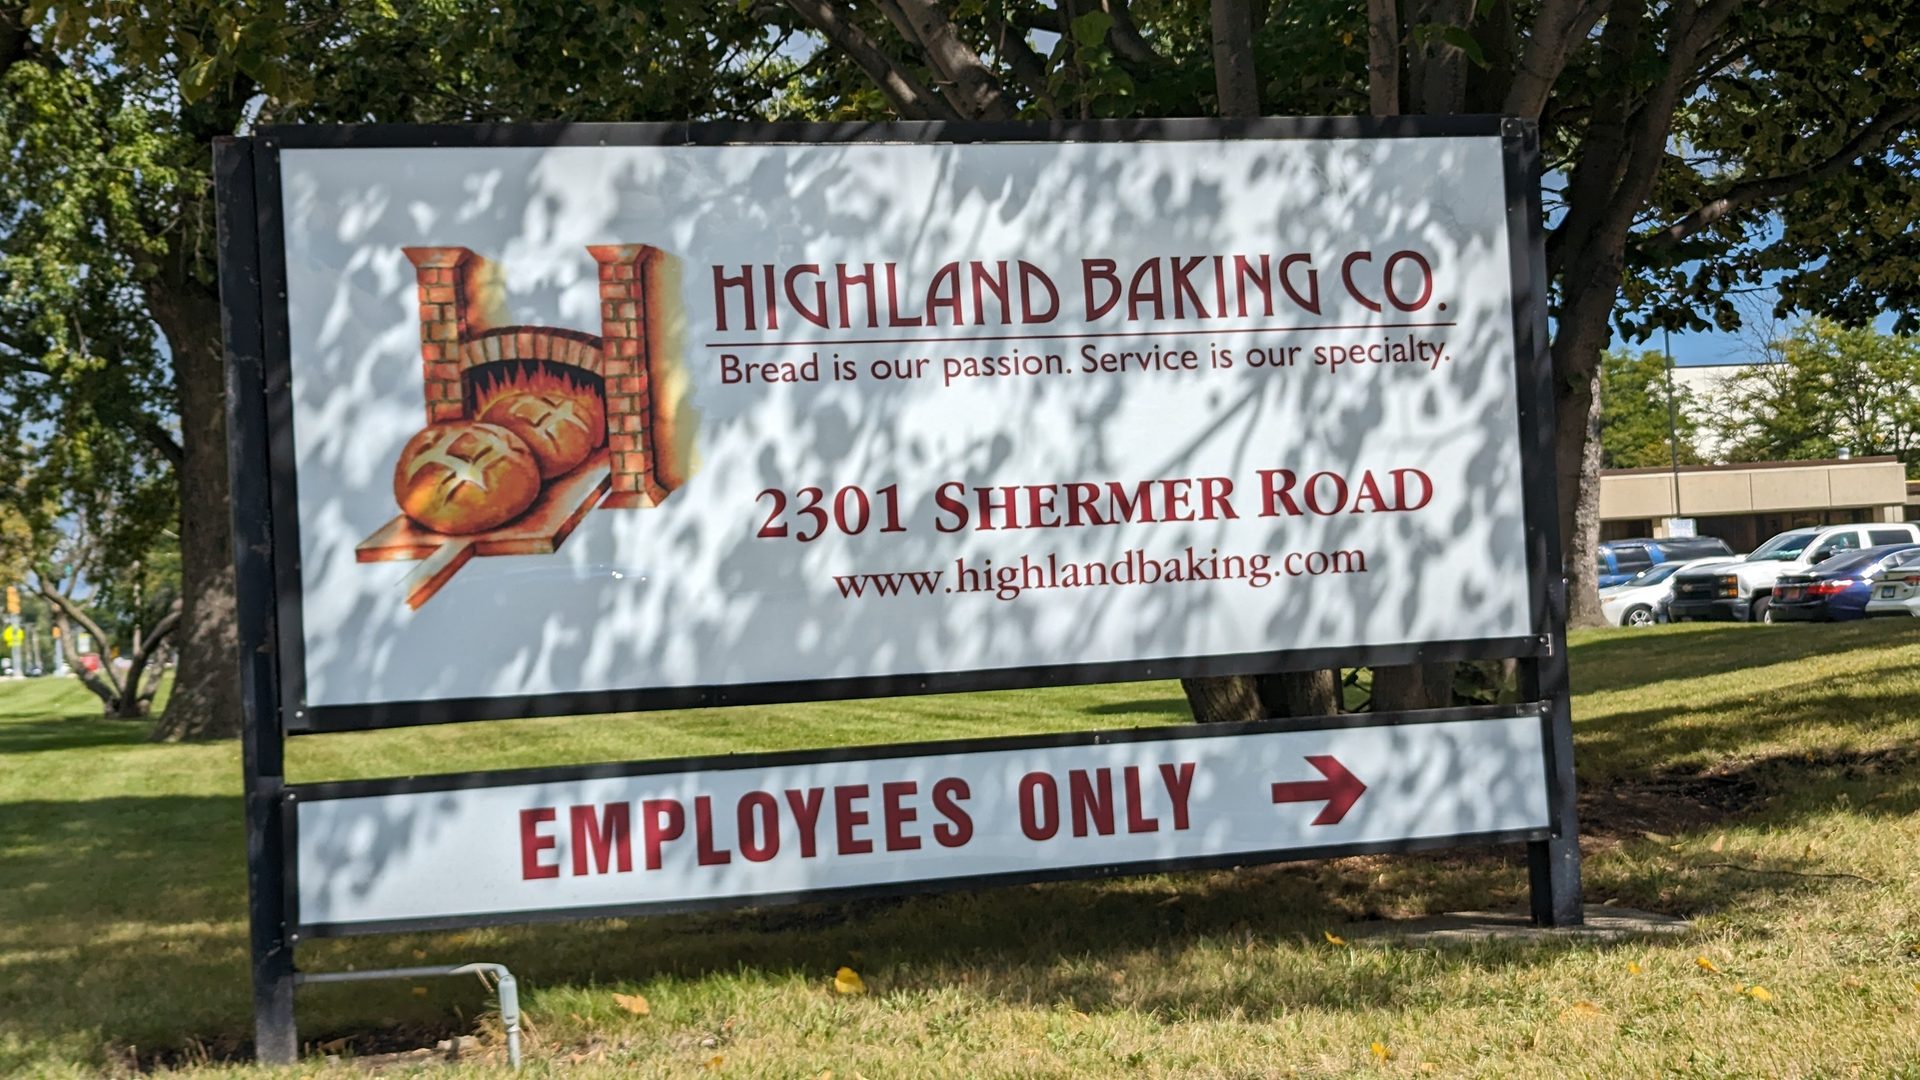 HIGHLAND BAKING CO.
Bread is our passion. Service is our specialty.
2301 SHERMER ROAD
www.highlandbaking.com
EMPLOYEES ONLY →